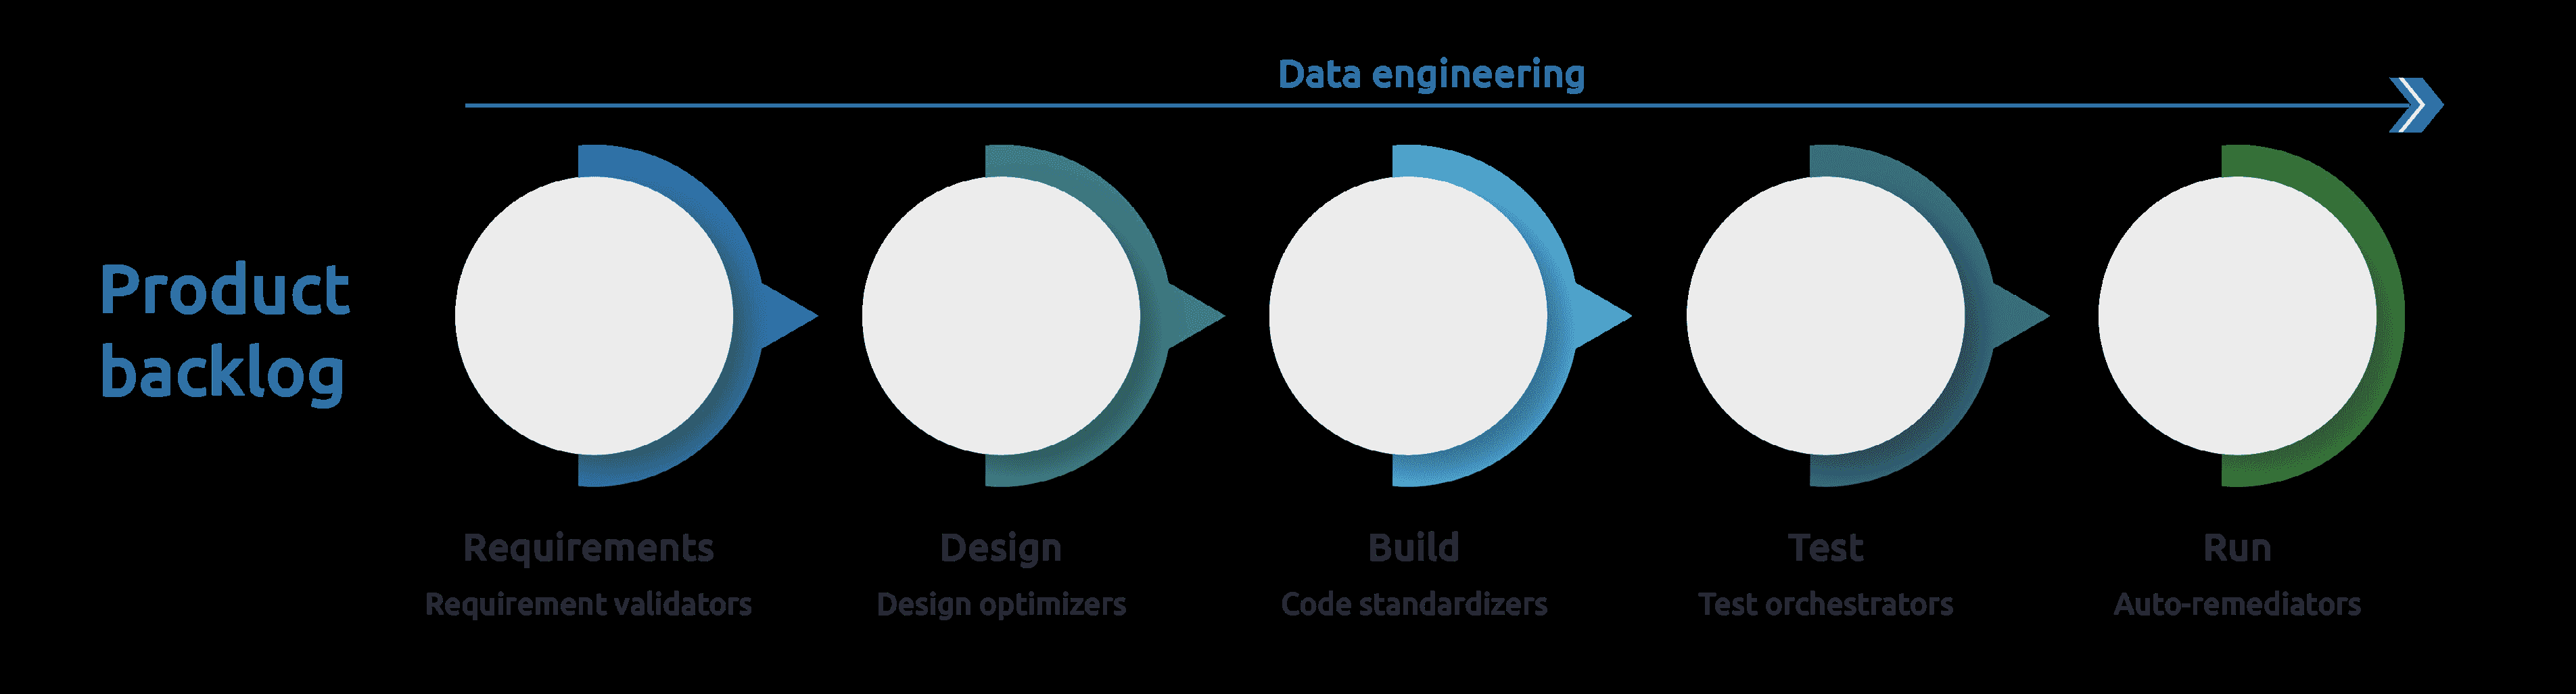 Data engineering
Product
backlog
Requirements
Requirement validators
Design
Design optimizers
Build
Code standardizers
Test
Test orchestrators
Run
Auto-remediators